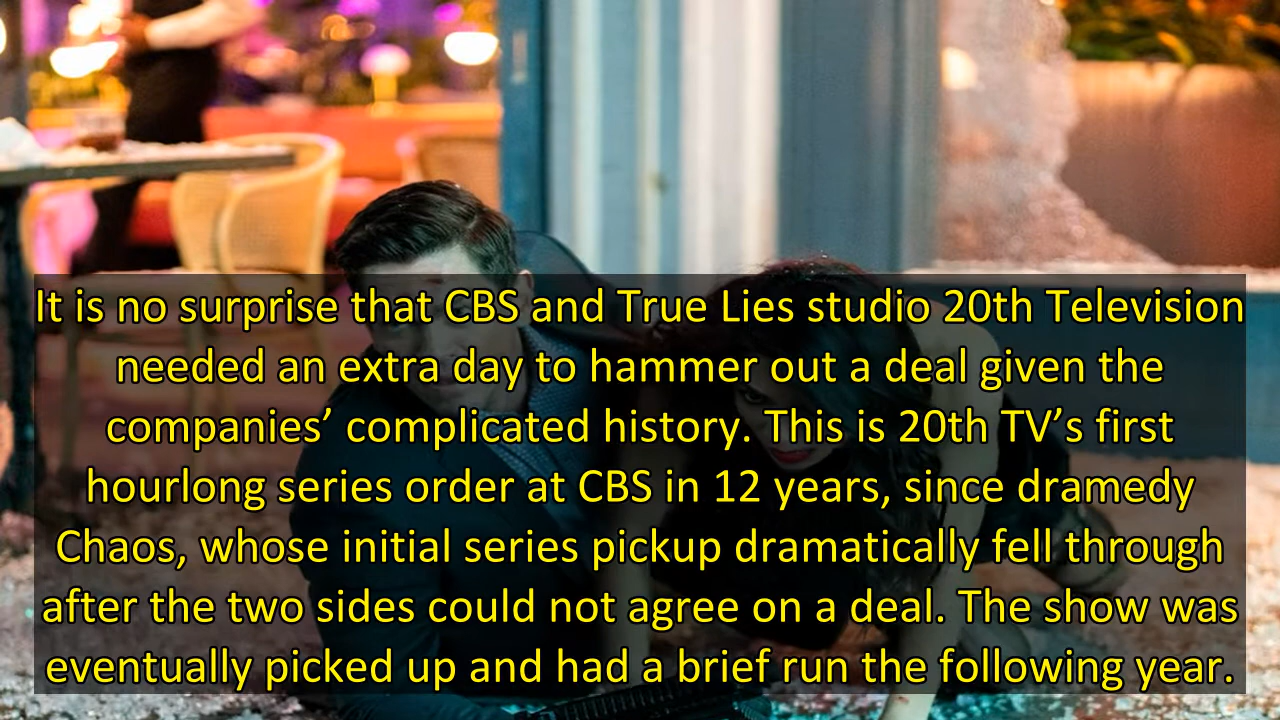 It is no surprise that CBS and True Lies studio 20th Television
needed an extra day to hammer out a deal given the
companies’ complicated history. This is 20th TV’s first
hourlong series order at CBS in 12 years, since dramedy
Chaos, whose initial series pickup dramatically fell through
after the two sides could not agree on a deal. The show was
eventually picked up and had a brief run the following year.